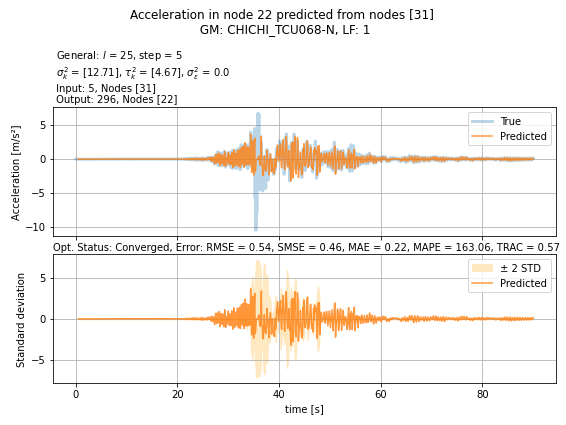 Acceleration in node 22 predicted from nodes [31]
GM: CHICHI_TCU068-N, LF: 1
General: l = 25, step = 5
σ²ₖ = [12.71], τ²ₖ = [4.67], σ²ₑ = 0.0
Input: 5, Nodes [31]
Output: 296, Nodes [22]
True
Predicted
5
0
−5
−10
Acceleration [m/s²]
Opt. Status: Converged, Error: RMSE = 0.54, SMSE = 0.46, MAE = 0.22, MAPE = 163.06, TRAC = 0.57
± 2 STD
Predicted
5
0
−5
Standard deviation
0 20 40 60 80
time [s]